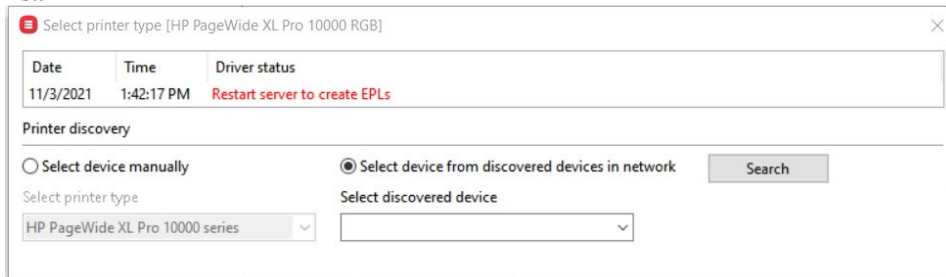 Select printer type [HP PageWide XL Pro 10000 RGB]
Date Time Driver status
11/3/2021 1:42:17 PM Restart server to create EPLs
Printer discovery
Select device manually Select device from discovered devices in network Search
Select printer type Select discovered device
HP PageWide XL Pro 10000 series